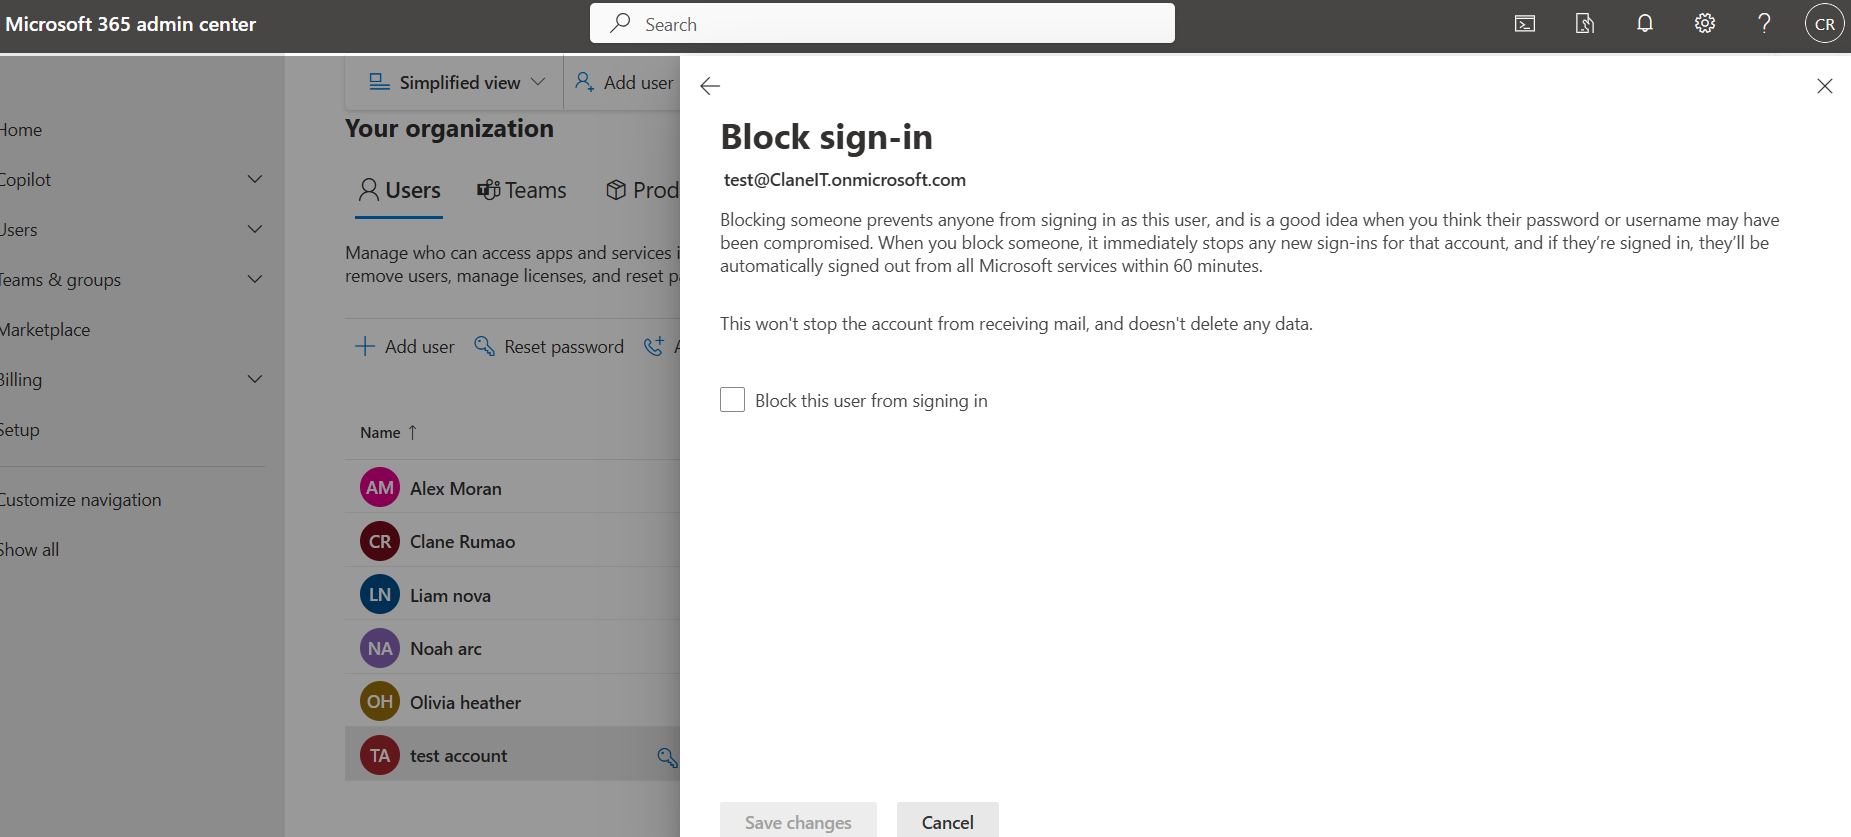 Microsoft 365 admin center
Search
CR
Home
Copilot
Users
Teams & groups
Marketplace
Billing
Setup
Customize navigation
Show all
Simplified view
Add user
Your organization
Users
Teams
Prod
Manage who can access apps and services i
remove users, manage licenses, and reset p
Add user
Reset password
A
Name ↑
AM Alex Moran
CR Clane Rumao
LN Liam nova
NA Noah arc
OH Olivia heather
TA test account
Block sign-in
test@ClaneIT.onmicrosoft.com
Blocking someone prevents anyone from signing in as this user, and is a good idea when you think their password or username may have
been compromised. When you block someone, it immediately stops any new sign-ins for that account, and if they’re signed in, they’ll be
automatically signed out from all Microsoft services within 60 minutes.
This won't stop the account from receiving mail, and doesn't delete any data.
Block this user from signing in
Save changes
Cancel